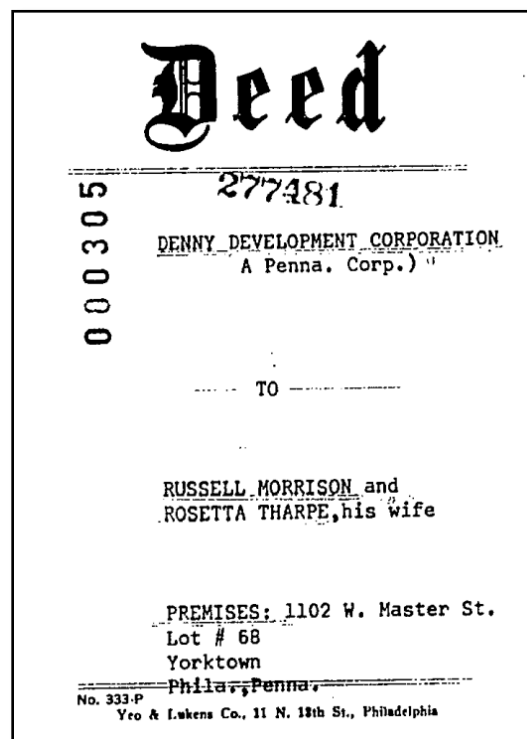 Deed
277481
000305
DENNY DEVELOPMENT CORPORATION
A Penna. Corp.)
TO
RUSSELL MORRISON and
ROSETTA THARPE,his wife
PREMISES: 1102 W. Master St.
Lot # 68
Yorktown
Phila.,Penna.
No. 333-P
Yeo & Lukens Co., 11 N. 13th St., Philadelphia